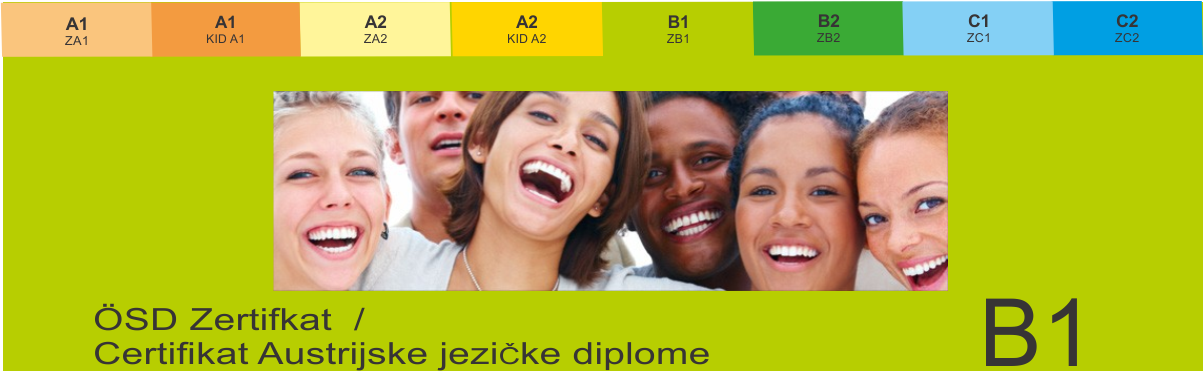 A1 A1 A2 A2 B1 B2 C1 C2
ZA1 KID A1 ZA2 KID A2 ZB1 ZB2 ZC1 ZC2
ÖSD Zertifkat /
Certifikat Austrijske jezičke diplome
B1